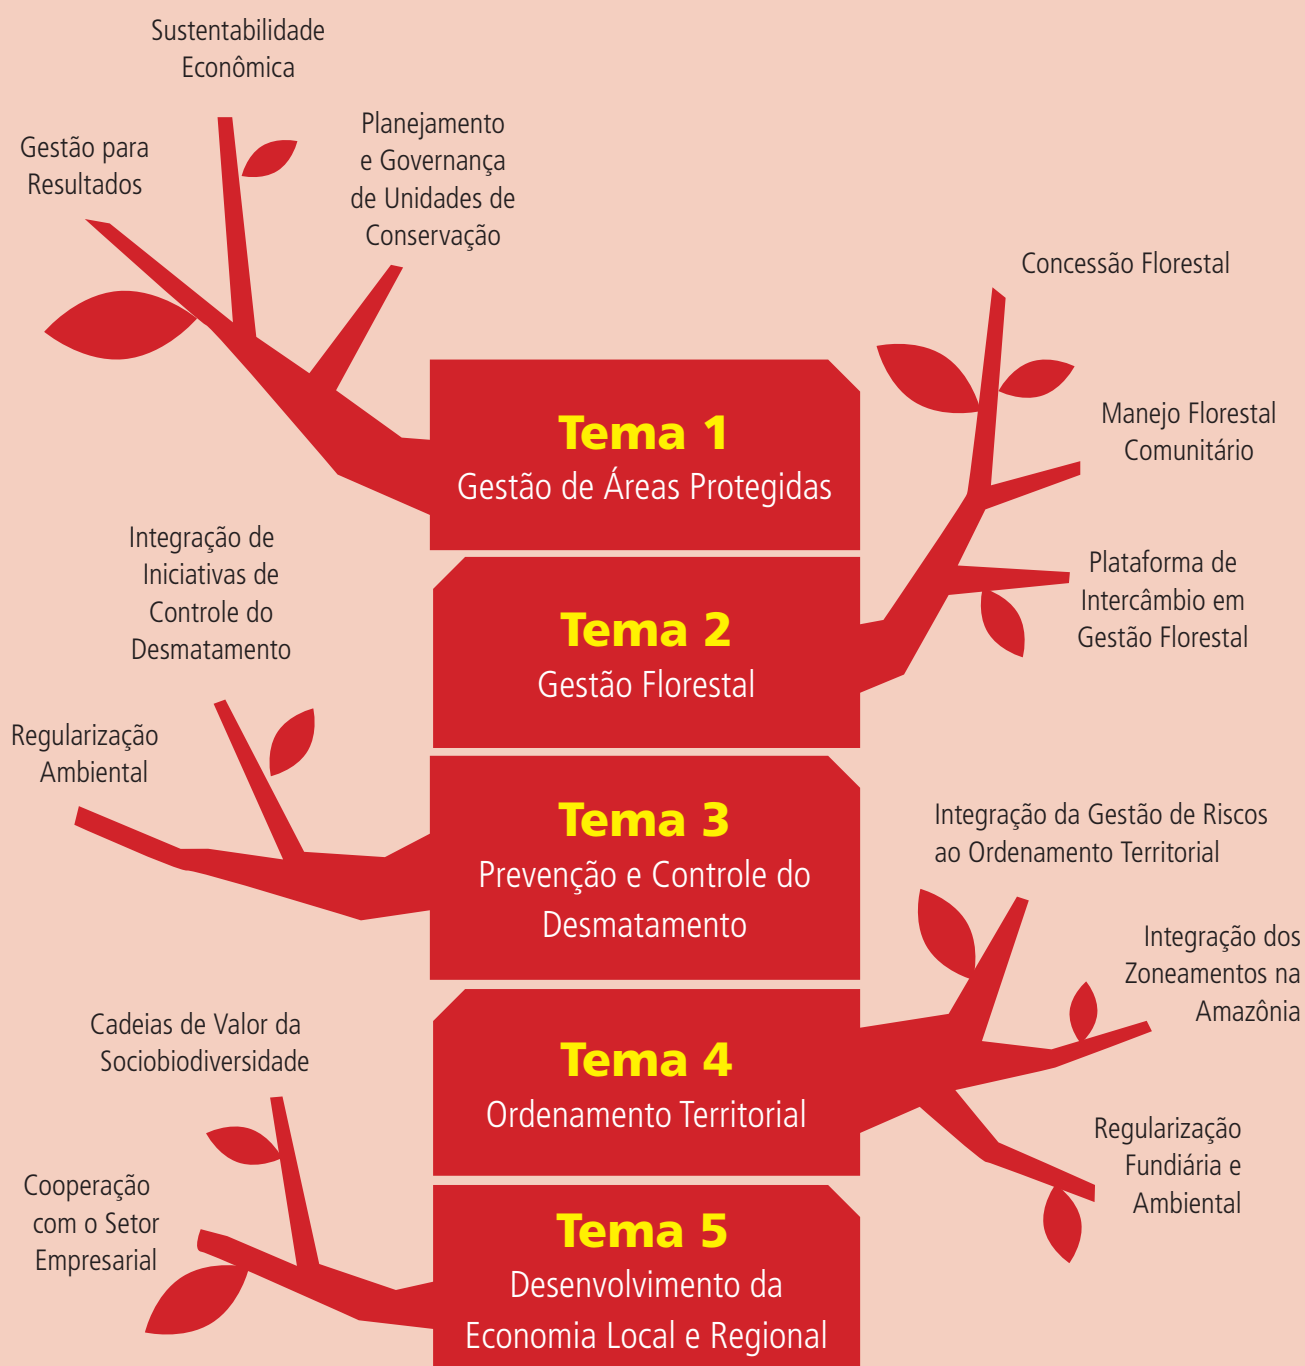 Sustentabilidade
Econômica
Gestão para
Resultados
Planejamento
e Governança
de Unidades de
Conservação
Tema 1
Gestão de Áreas Protegidas
Concessão Florestal
Manejo Florestal
Comunitário
Plataforma de
Intercâmbio em
Gestão Florestal
Tema 2
Gestão Florestal
Integração de
Iniciativas de
Controle do
Desmatamento
Regularização
Ambiental
Tema 3
Prevenção e Controle do
Desmatamento
Integração da Gestão de Riscos
ao Ordenamento Territorial
Integração dos
Zoneamentos na
Amazônia
Regularização
Fundiária e
Ambiental
Tema 4
Ordenamento Territorial
Cadeias de Valor da
Sociobiodiversidade
Cooperação
com o Setor
Empresarial
Tema 5
Desenvolvimento da
Economia Local e Regional